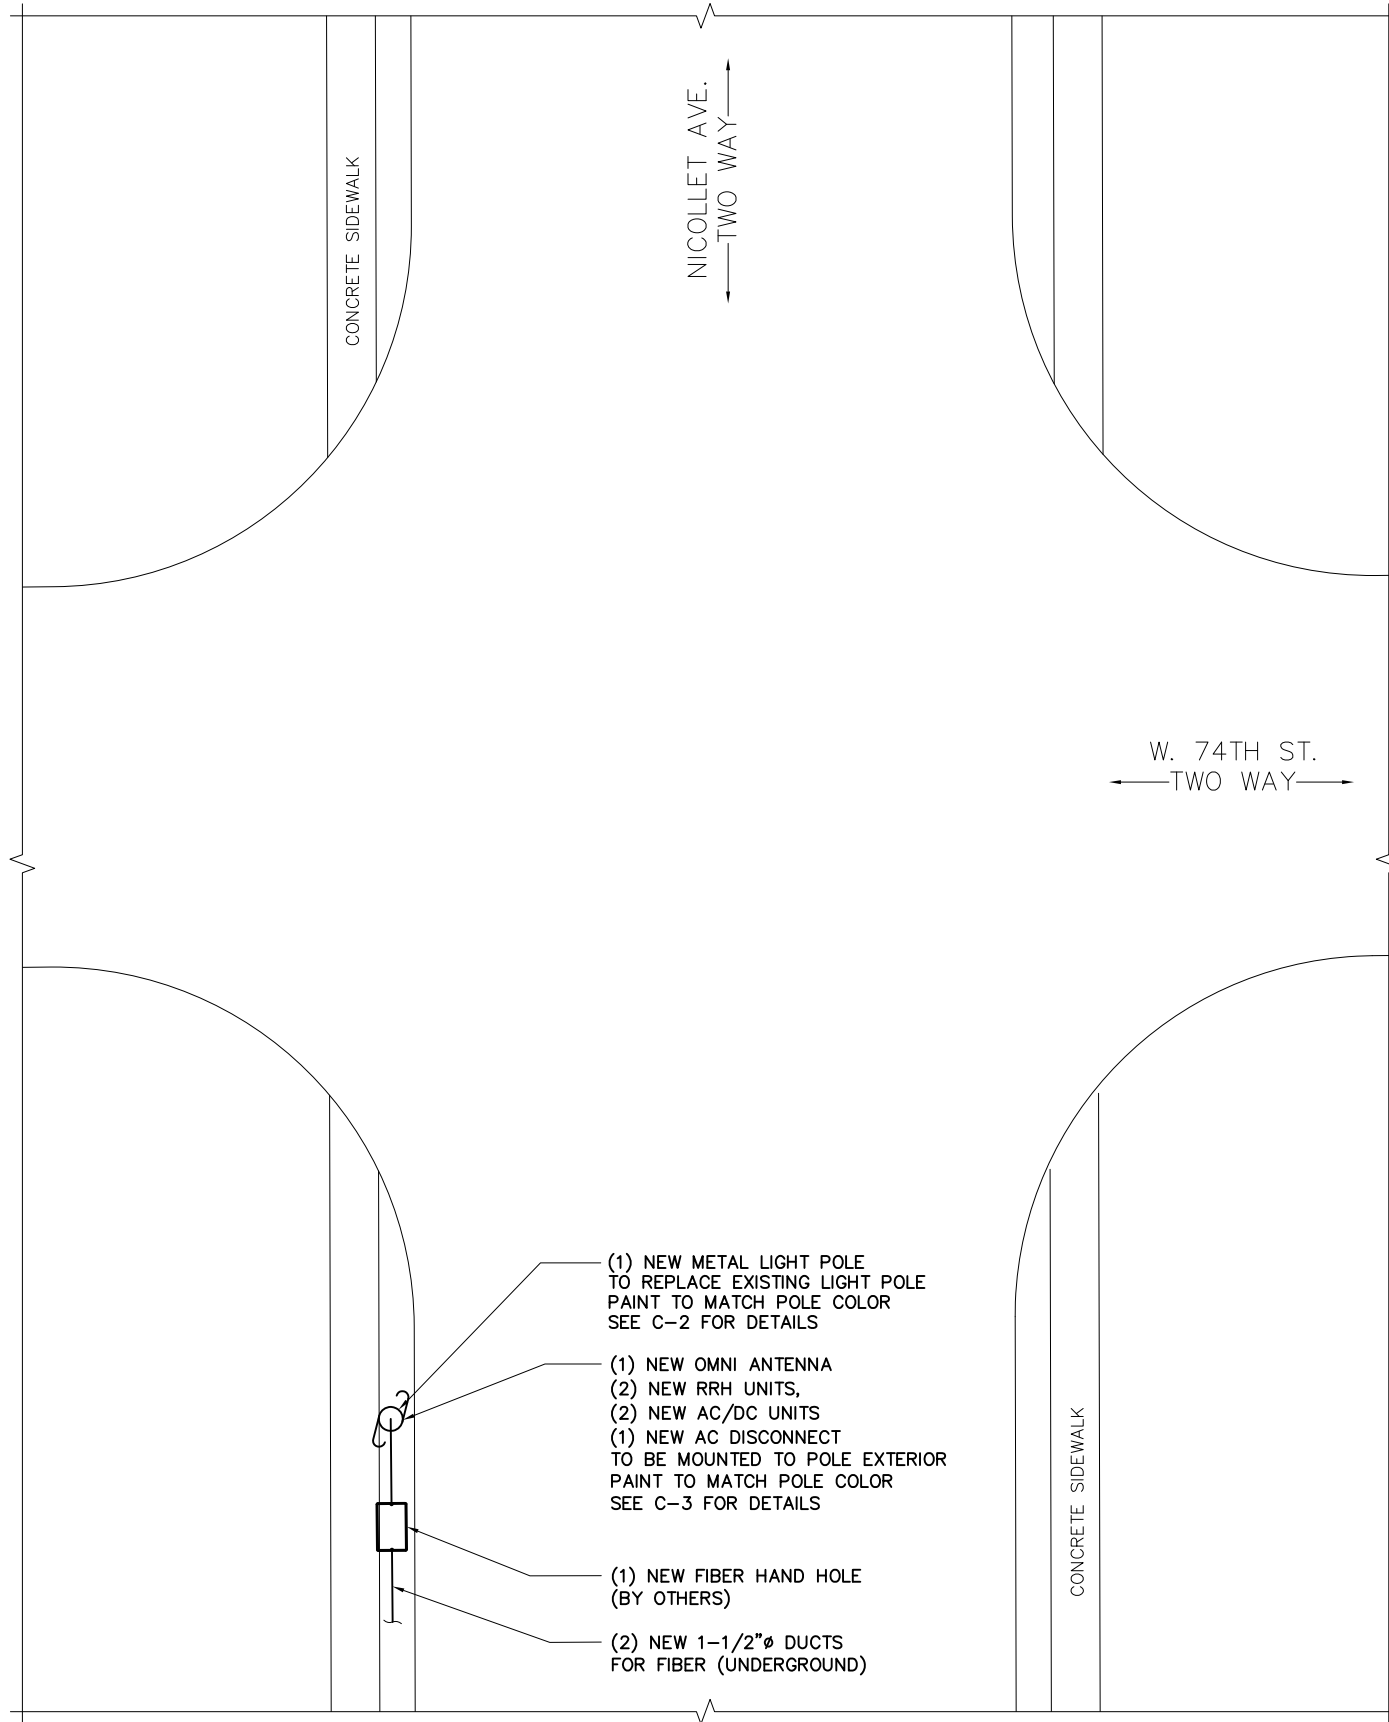 NICOLLET AVE.
TWO WAY
CONCRETE SIDEWALK
W. 74TH ST.
TWO WAY
(1) NEW METAL LIGHT POLE
TO REPLACE EXISTING LIGHT POLE
PAINT TO MATCH POLE COLOR
SEE C-2 FOR DETAILS
(1) NEW OMNI ANTENNA
(2) NEW RRH UNITS,
(2) NEW AC/DC UNITS
(1) NEW AC DISCONNECT
TO BE MOUNTED TO POLE EXTERIOR
PAINT TO MATCH POLE COLOR
SEE C-3 FOR DETAILS
(1) NEW FIBER HAND HOLE
(BY OTHERS)
(2) NEW 1-1/2"ø DUCTS
FOR FIBER (UNDERGROUND)
CONCRETE SIDEWALK